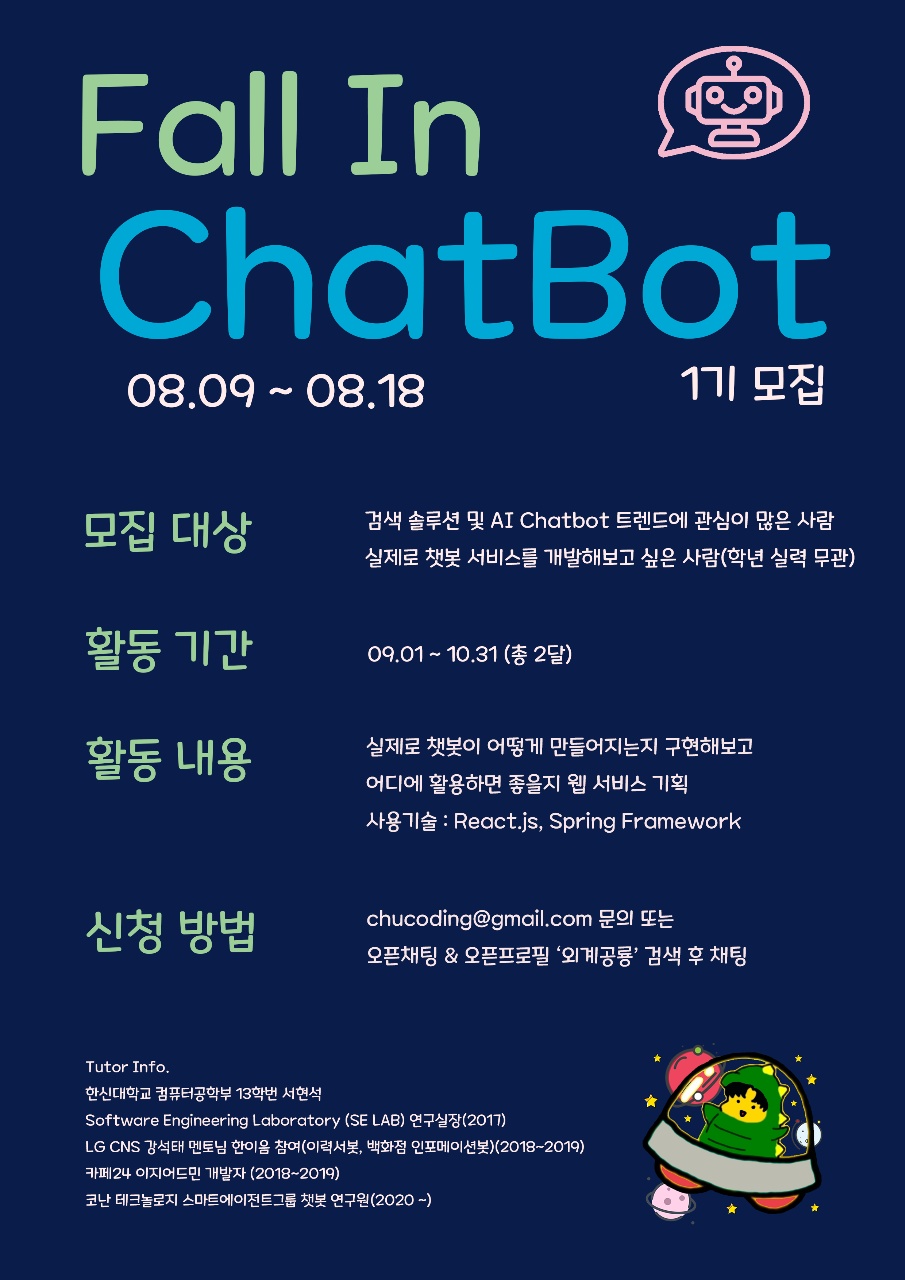 Fall In
ChatBot
08.09 ~ 08.18
1기 모집
모집 대상
검색 솔루션 및 AI Chatbot 트렌드에 관심이 많은 사람
실제로 챗봇 서비스를 개발해보고 싶은 사람(학년 실력 무관)
활동 기간
09.01 ~ 10.31 (총 2달)
활동 내용
실제로 챗봇이 어떻게 만들어지는지 구현해보고
어디에 활용하면 좋을지 웹 서비스 기획
사용기술 : React.js, Spring Framework
신청 방법
chucoding@gmail.com 문의 또는
오픈채팅 & 오픈프로필 ‘외계공룡’ 검색 후 채팅
Tutor Info.
한신대학교 컴퓨터공학부 13학번 서현석
Software Engineering Laboratory (SE LAB) 연구실장(2017)
LG CNS 강석태 멘토님 한이음 참여(이력서봇, 백화점 인포메이션봇)(2018~2019)
카페24 이지어드민 개발자 (2018~2019)
코난 테크놀로지 스마트에이전트그룹 챗봇 연구원(2020 ~)